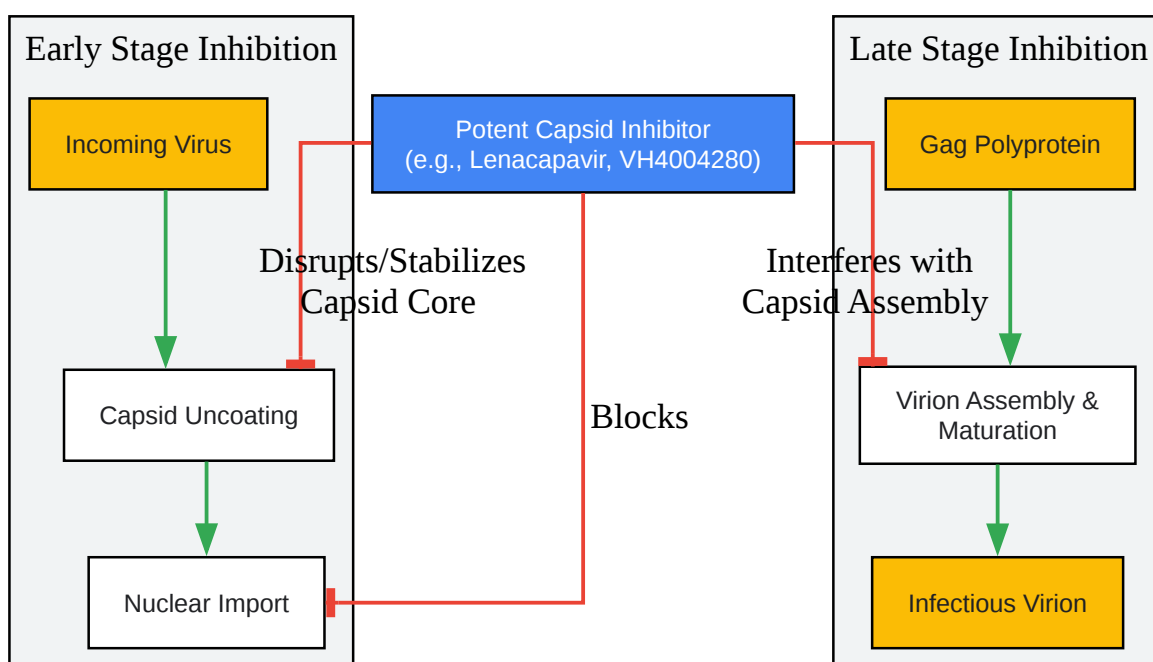 Early Stage Inhibition
Late Stage Inhibition
Incoming Virus
Potent Capsid Inhibitor
(e.g., Lenacapavir, VH4004280)
Gag Polyprotein
Disrupts/Stabilizes
Capsid Core
Interferes with
Capsid Assembly
Capsid Uncoating
Blocks
Virion Assembly &
Maturation
Nuclear Import
Infectious Virion